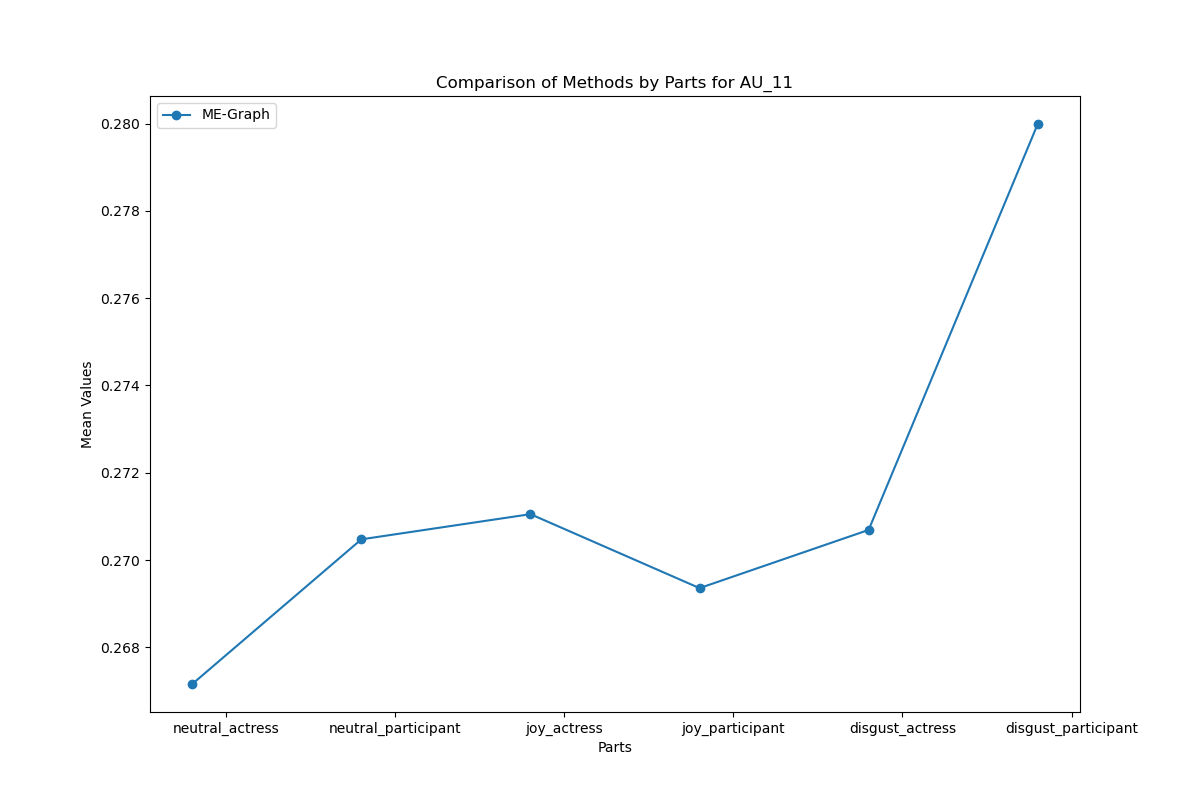 Comparison of Methods by Parts for AU_11
ME-Graph
0.280
0.278
0.276
0.274
0.272
0.270
0.268
Mean Values
neutral_actress neutral_participant joy_actress joy_participant disgust_actress disgust_participant
Parts